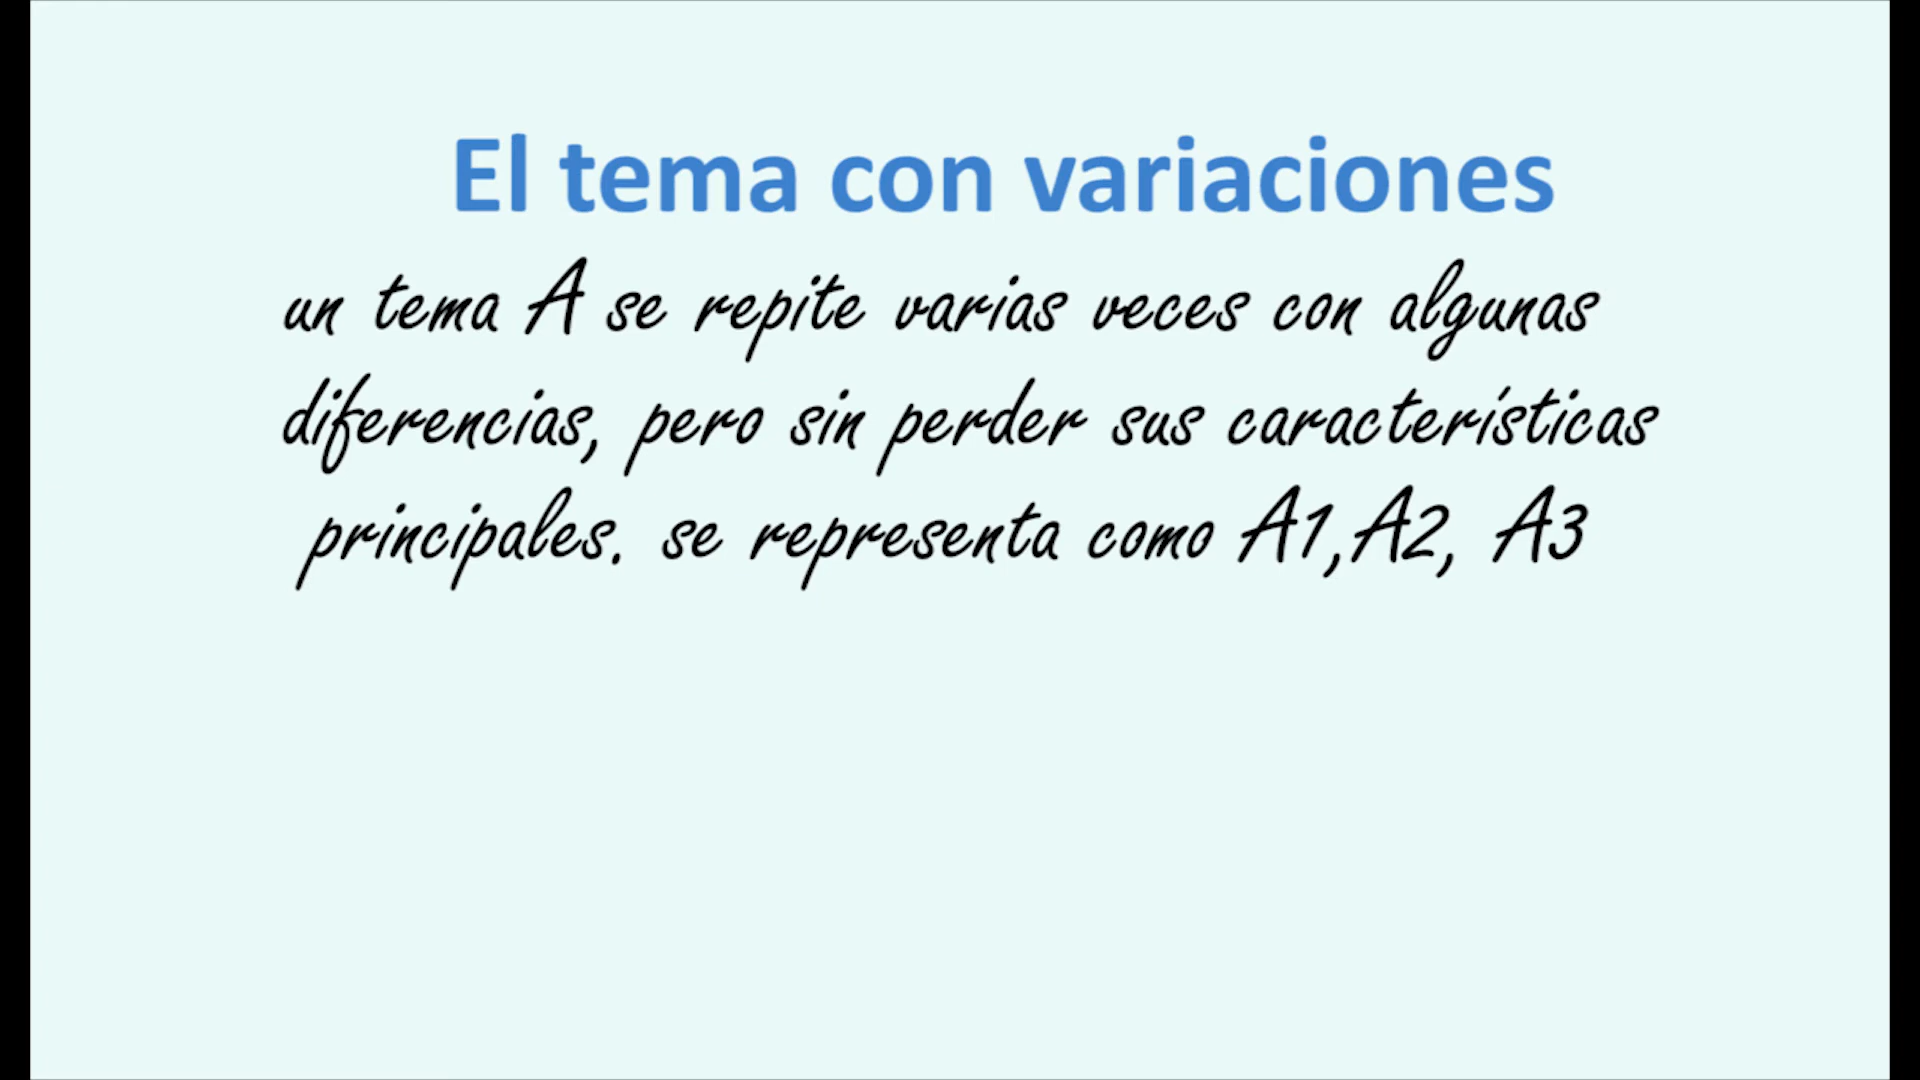 El tema con variaciones
un tema A se repite varias veces con algunas
diferencias, pero sin perder sus características
principales. se representa como A1,A2, A3